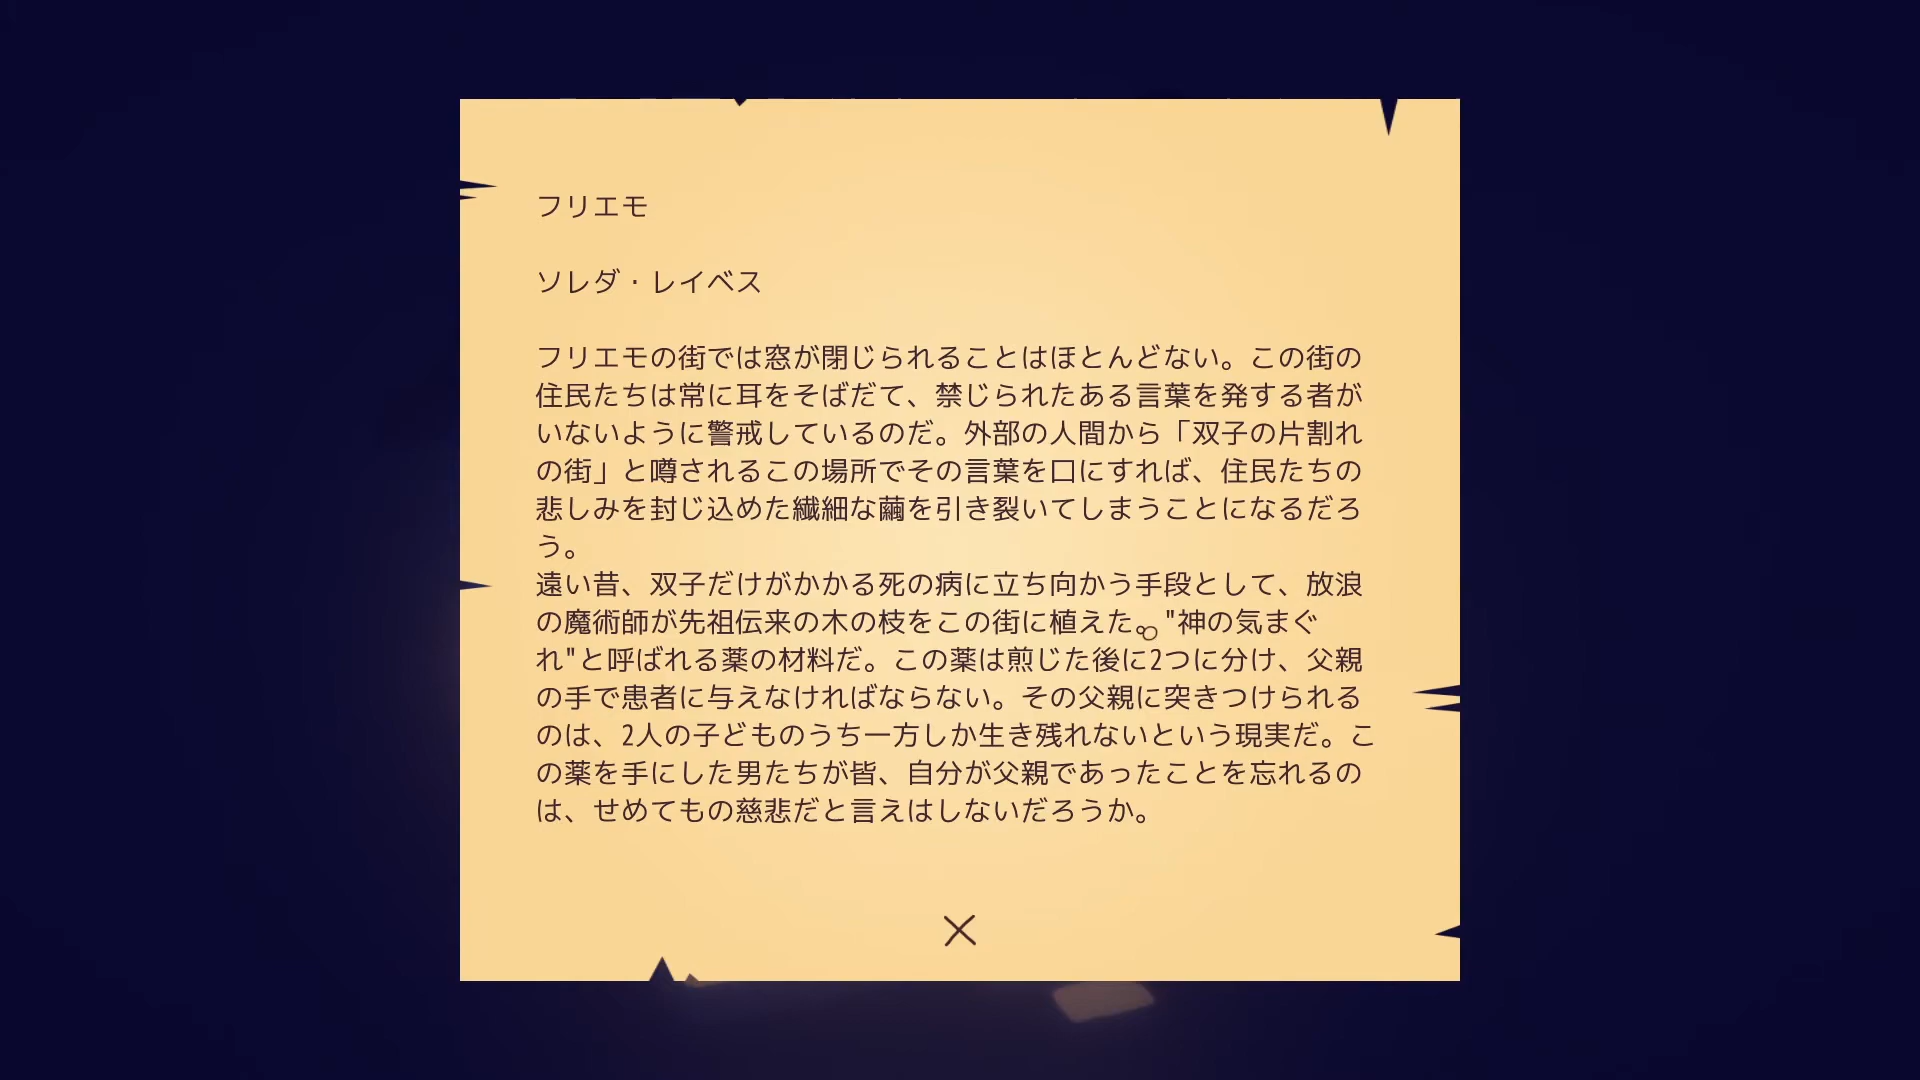 フリエモ
ソレダ・レイベス
フリエモの街では窓が閉じられることはほとんどない。この街の
住民たちは常に耳をそばだて、禁じられたある言葉を発する者が
いないように警戒しているのだ。外部の人間から「双子の片割れ
の街」と噂されるこの場所でその言葉を口にすれば、住民たちの
悲しみを封じ込めた繊細な繭を引き裂いてしまうことになるだろ
う。
遠い昔、双子だけがかかる死の病に立ち向かう手段として、放浪
の魔術師が先祖伝来の木の枝をこの街に植えた。"神の気まぐ
れ"と呼ばれる薬の材料だ。この薬は煎じた後に2つに分け、父親
の手で患者に与えなければならない。その父親に突きつけられる
のは、2人の子どものうち一方しか生き残れないという現実だ。こ
の薬を手にした男たちが皆、自分が父親であったことを忘れるの
は、せめてもの慈悲だと言えはしないだろうか。